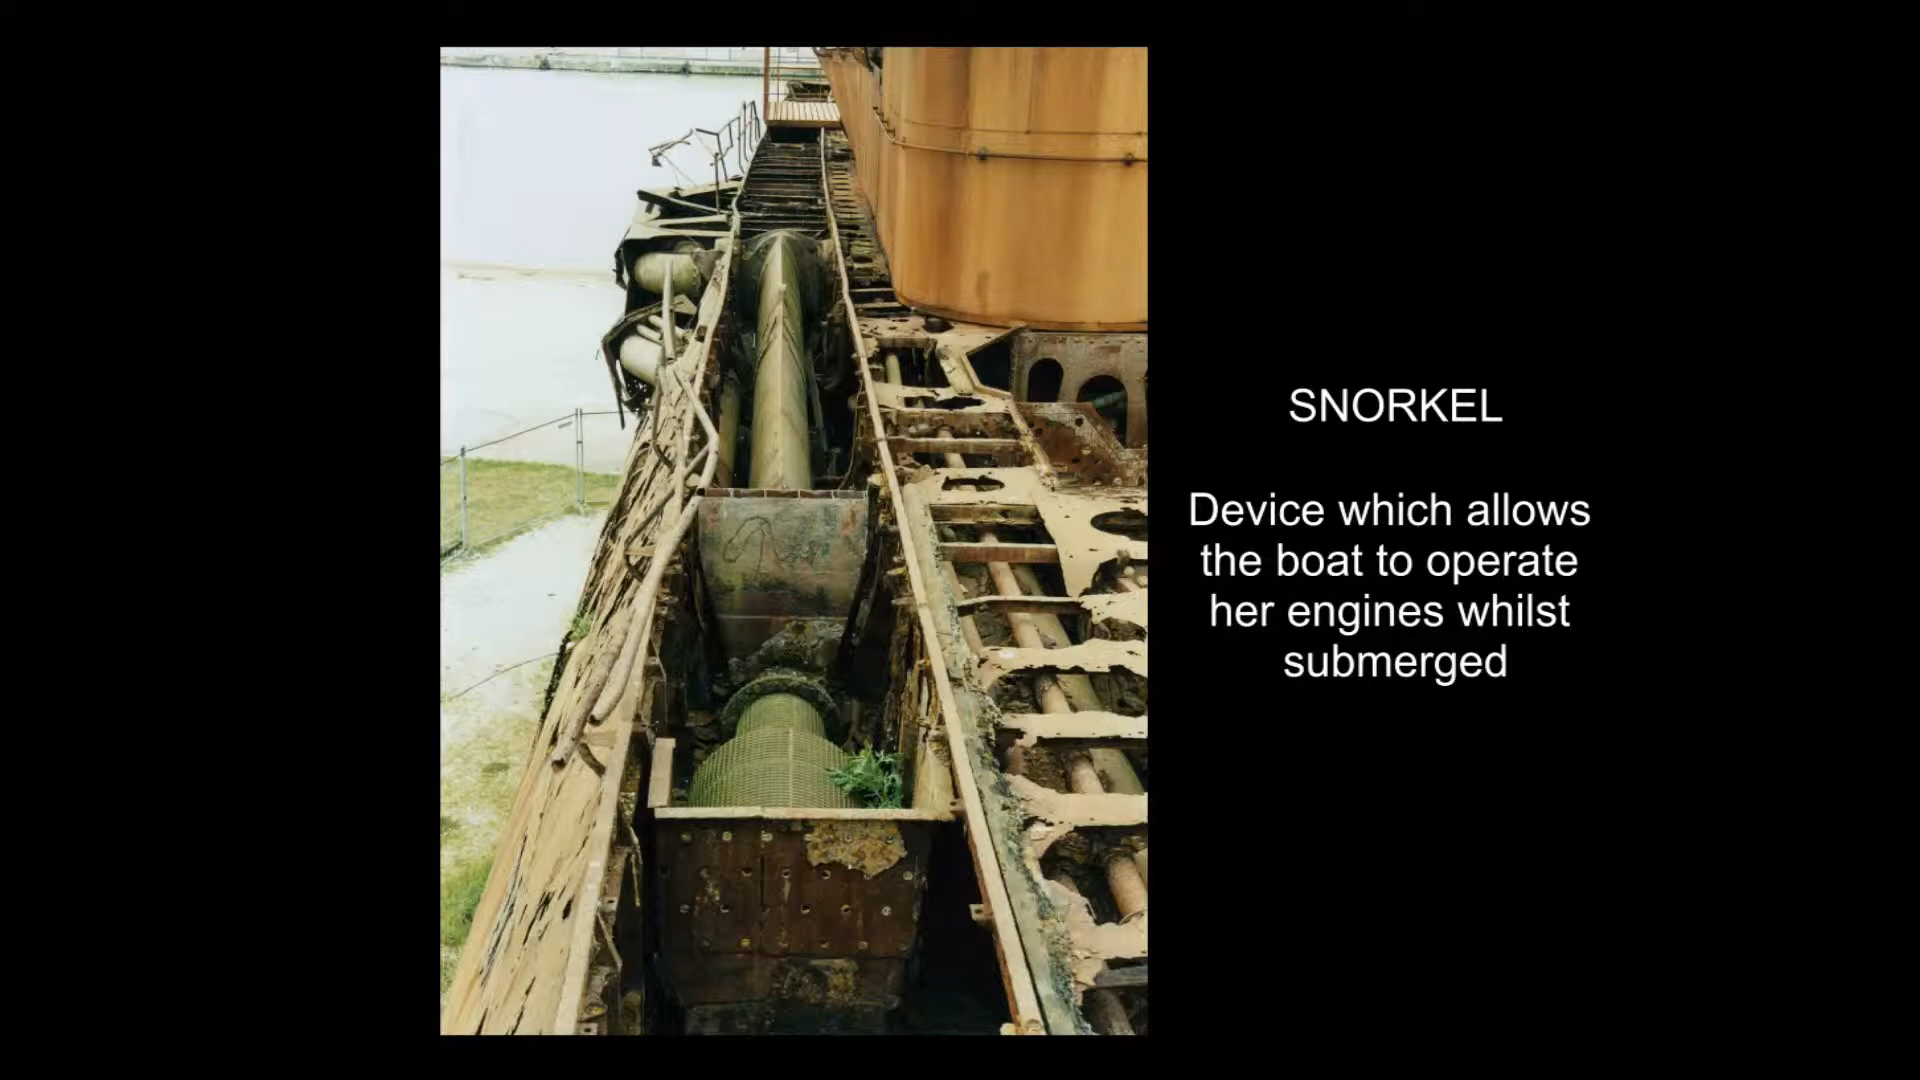 SNORKEL
Device which allows
the boat to operate
her engines whilst
submerged